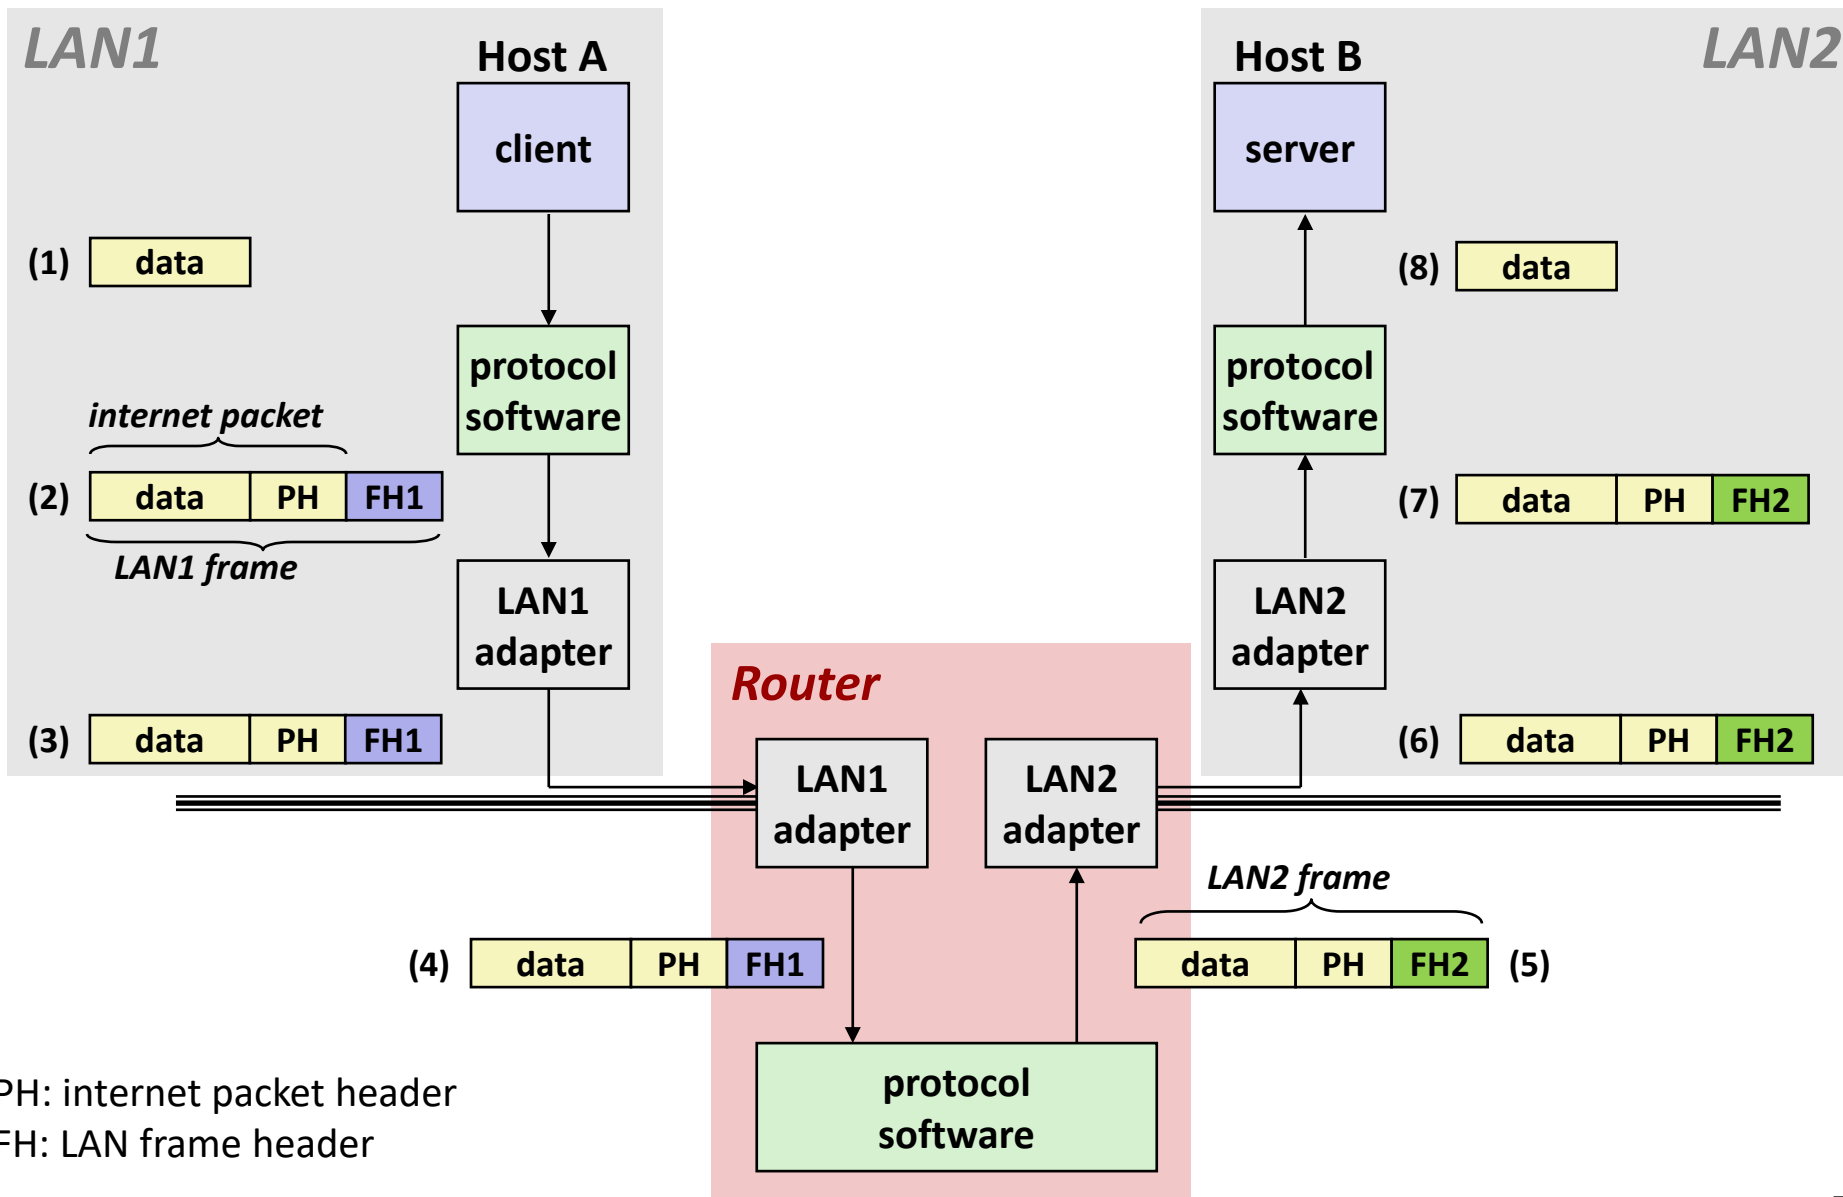 LAN1
Host A
Host B
LAN2
client
server
(1) data
(8) data
protocol
software
protocol
software
internet packet
(2) data PH FH1
(7) data PH FH2
LAN1 frame
LAN1
adapter
LAN2
adapter
Router
(3) data PH FH1
(6) data PH FH2
LAN1
adapter
LAN2
adapter
LAN2 frame
(4) data PH FH1
data PH FH2 (5)
protocol
software
PH: internet packet header
FH: LAN frame header